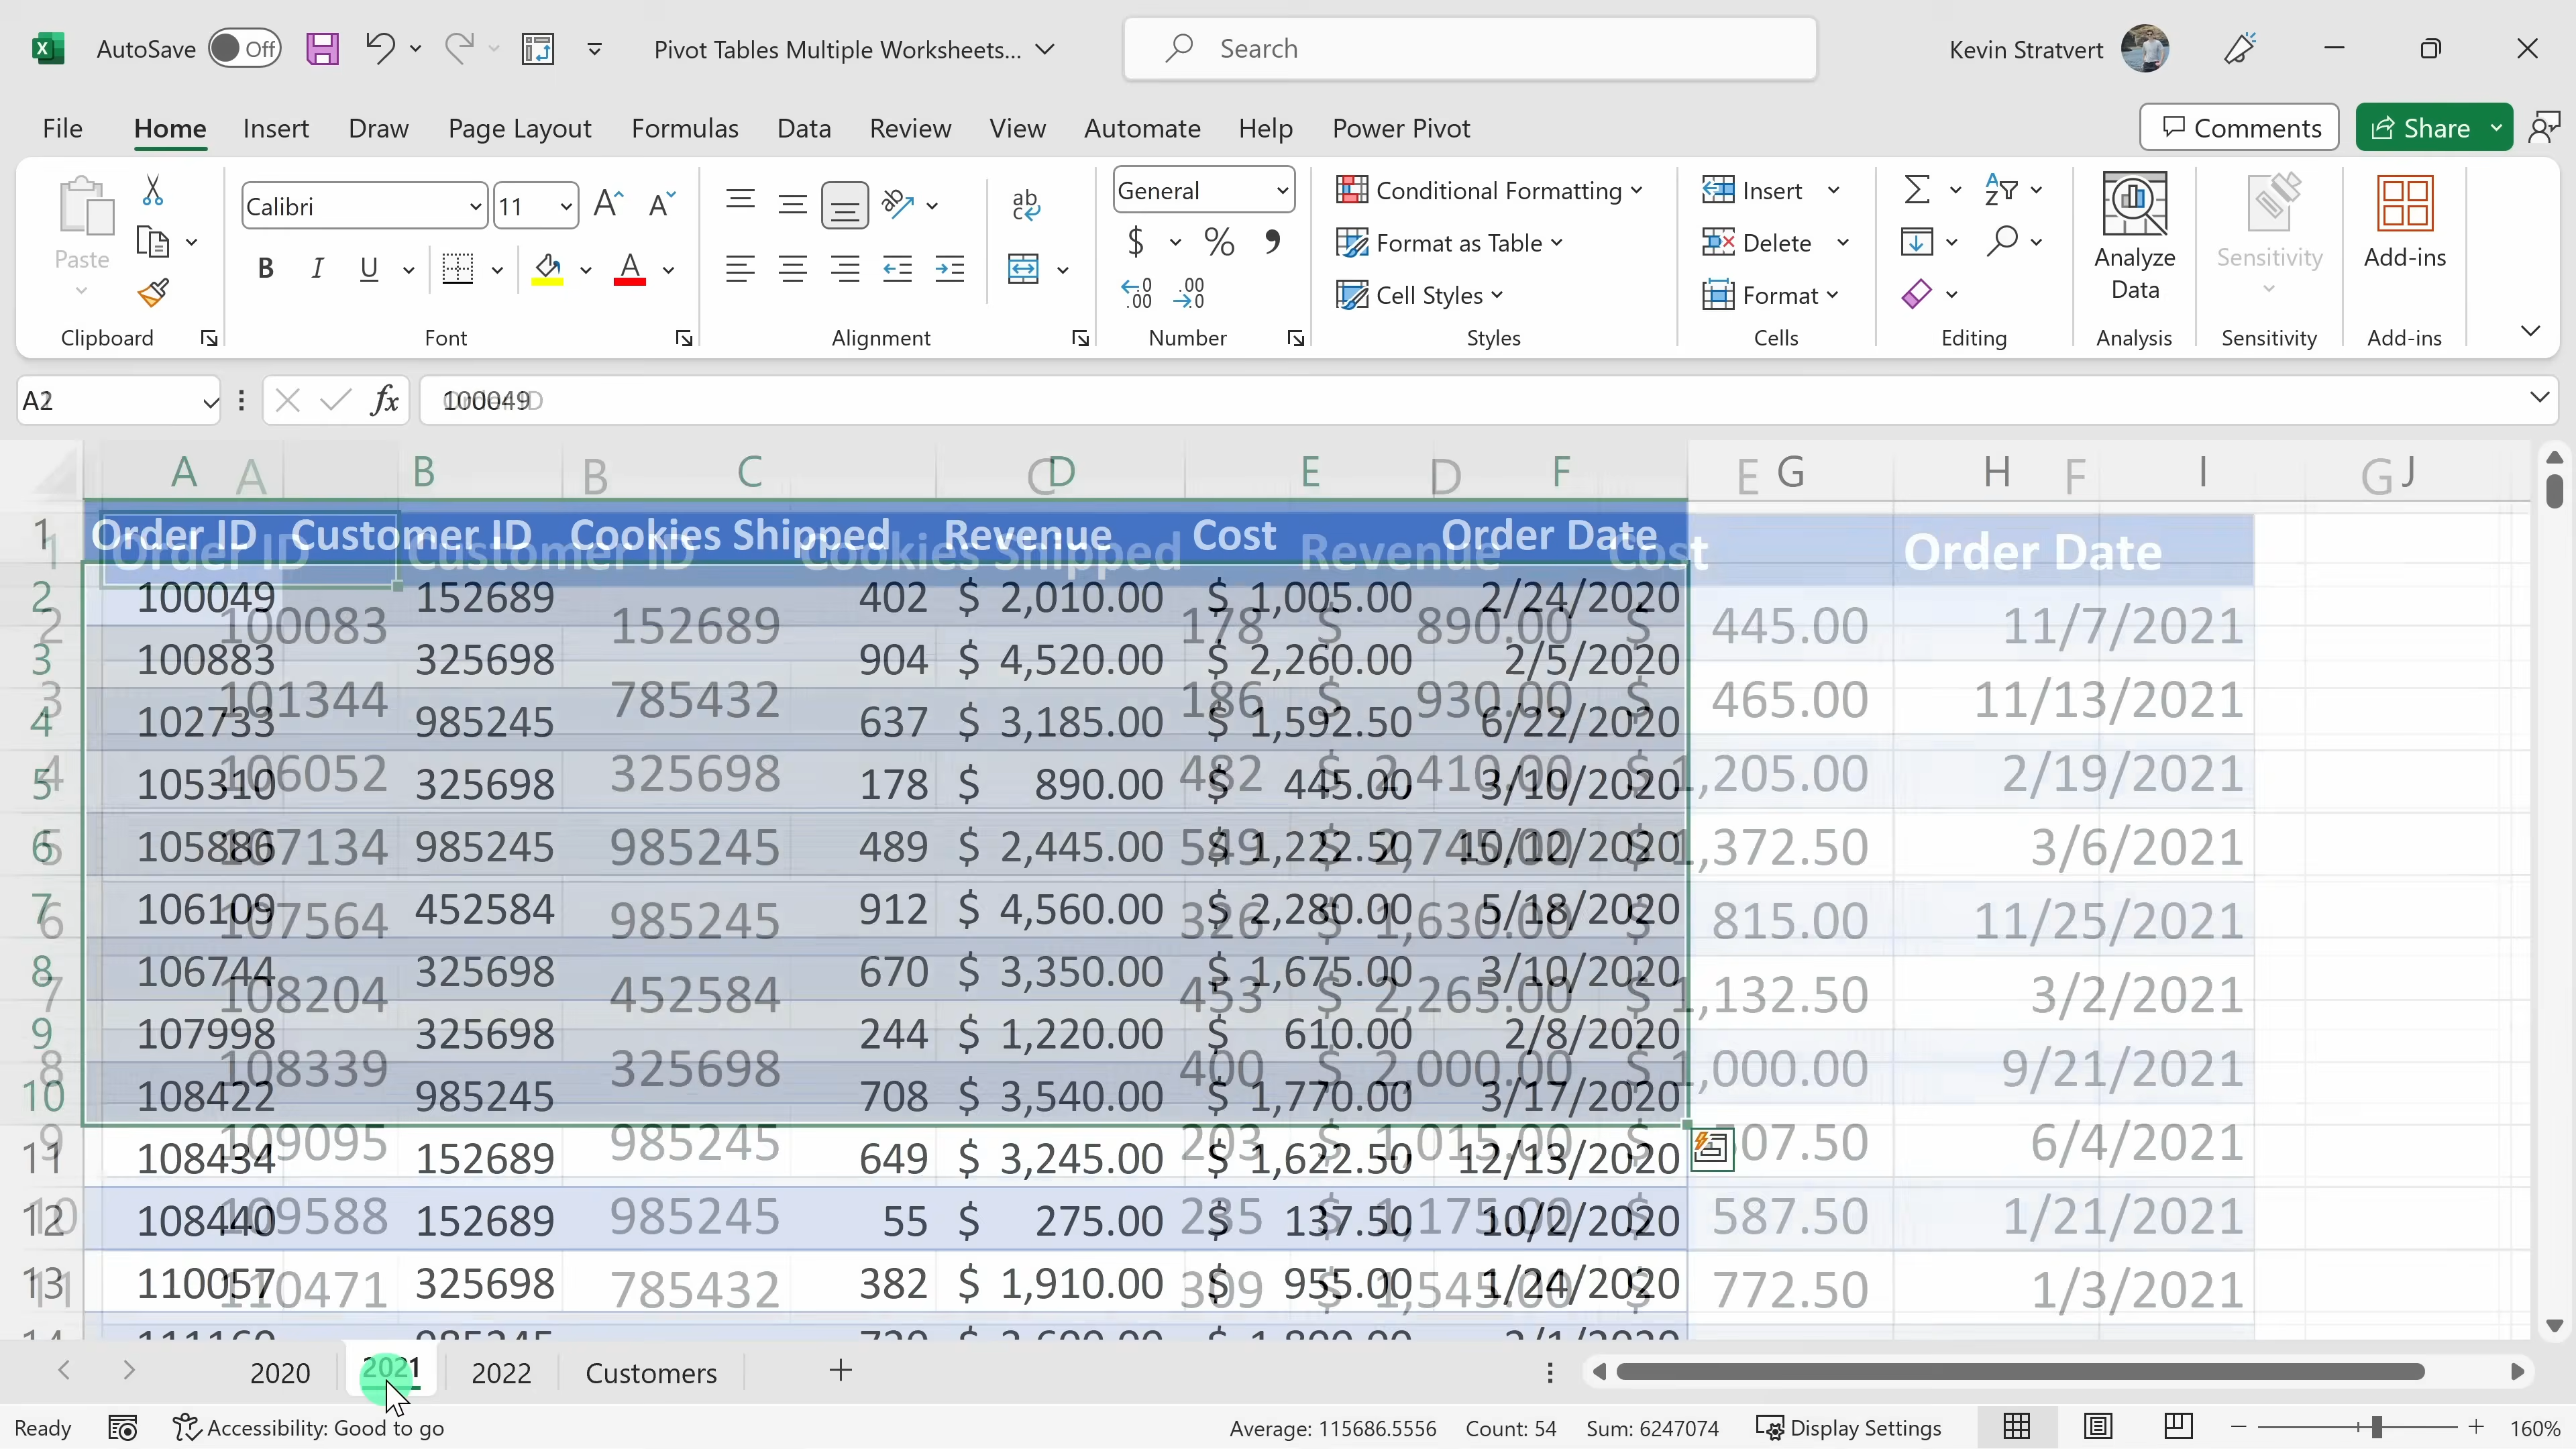 AutoSave Off Pivot Tables Multiple Worksheets... Search Kevin Stratvert
File Home Insert Draw Page Layout Formulas Data Review View Automate Help Power Pivot Comments Share
Paste Calibri 11 General Conditional Formatting Insert Analyze Data Sensitivity Add-ins
B I U A $ % Format as Table Delete
Cell Styles Format
Clipboard Font Alignment Number Styles Cells Editing Analysis Sensitivity Add-ins
A2 fx 100049
A B C D E F G H I J
1 Order ID Customer ID Cookies Shipped Revenue Cost Order Date
2 100049 152689 402 $ 2,010.00 $ 1,005.00 2/24/2020
3 100883 325698 904 $ 4,520.00 $ 2,260.00 2/5/2020
4 102733 985245 637 $ 3,185.00 $ 1,592.50 6/22/2020
5 105310 325698 178 $ 890.00 $ 445.00 3/10/2020
6 105886 985245 489 $ 2,445.00 $ 1,222.50 10/12/2020
7 106109 452584 912 $ 4,560.00 $ 2,280.00 5/18/2020
8 106744 325698 670 $ 3,350.00 $ 1,675.00 3/10/2020
9 107998 325698 244 $ 1,220.00 $ 610.00 2/8/2020
10 108422 985245 708 $ 3,540.00 $ 1,770.00 3/17/2020
11 108434 152689 649 $ 3,245.00 $ 1,622.50 12/13/2020
12 108440 152689 55 $ 275.00 $ 137.50 10/2/2020
13 110057 325698 382 $ 1,910.00 $ 955.00 1/24/2020
A B C D E F G
1 Order ID Customer ID Cookies Shipped Revenue Cost Order Date
2 100083 152689 178 $ 890.00 $ 445.00 11/7/2021
3 101344 785432 186 $ 930.00 $ 465.00 11/13/2021
4 106052 325698 482 $ 2,410.00 $ 1,205.00 2/19/2021
5 107134 985245 549 $ 2,745.00 $ 1,372.50 3/6/2021
6 107564 985245 326 $ 1,630.00 $ 815.00 11/25/2021
7 108204 452584 453 $ 2,265.00 $ 1,132.50 3/2/2021
8 108339 325698 400 $ 2,000.00 $ 1,000.00 9/21/2021
9 109095 985245 203 $ 1,015.00 $ 507.50 6/4/2021
10 109588 985245 235 $ 1,175.00 $ 587.50 1/21/2021
11 110471 785432 309 $ 1,545.00 $ 772.50 1/3/2021
2020 2021 2022 Customers
Ready Accessibility: Good to go Average: 115686.5556 Count: 54 Sum: 6247074 Display Settings 160%